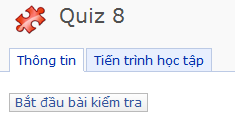 Quiz 8
Thông tin Tiến trình học tập
Bắt đầu bài kiểm tra